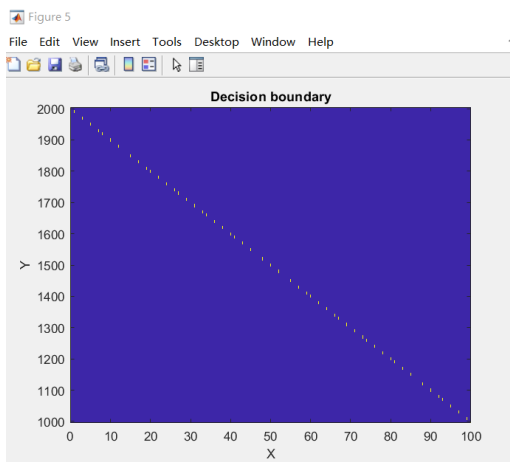 Figure 5
File Edit View Insert Tools Desktop Window Help
Decision boundary
2000
1900
1800
1700
1600
1500
1400
1300
1200
1100
1000
Y
0 10 20 30 40 50 60 70 80 90 100
X